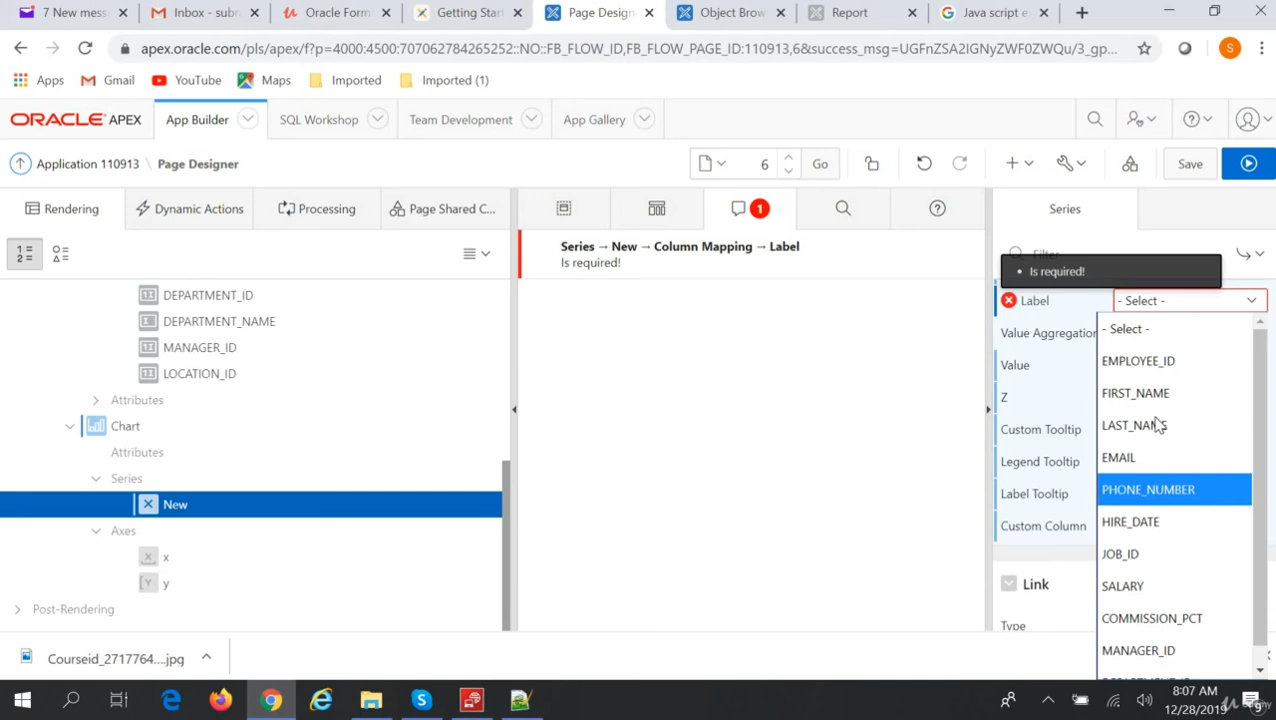 7 New mess
Inbox - subr
Oracle Form
Getting Star
Page Design
Object Brow
Report
Java script e
apex.oracle.com/pls/apex/f?p=4000:4500:707062784265252::NO::FB_FLOW_ID,FB_FLOW_PAGE_ID:110913,6&success_msg=UGFnZSA2IGNyZWF0ZWQu/3_gp...
S
Apps
Gmail
YouTube
Maps
Imported
Imported (1)
ORACLE APEX
App Builder
SQL Workshop
Team Development
App Gallery
Application 110913
\ Page Designer
6
Go
Save
Rendering
Dynamic Actions
Processing
Page Shared C...
1
Series
Series → New → Column Mapping → Label
Is required!
Filter
• Is required!
DEPARTMENT_ID
DEPARTMENT_NAME
MANAGER_ID
LOCATION_ID
Attributes
Chart
Attributes
Series
New
Axes
x
y
Post-Rendering
Label
- Select -
Value Aggregation
Value
Z
Custom Tooltip
Legend Tooltip
Label Tooltip
Custom Column
Link
Type
- Select -
EMPLOYEE_ID
FIRST_NAME
LAST_NAME
EMAIL
PHONE_NUMBER
HIRE_DATE
JOB_ID
SALARY
COMMISSION_PCT
MANAGER_ID
Courseid_2717764....jpg
8:07 AM
12/28/2019